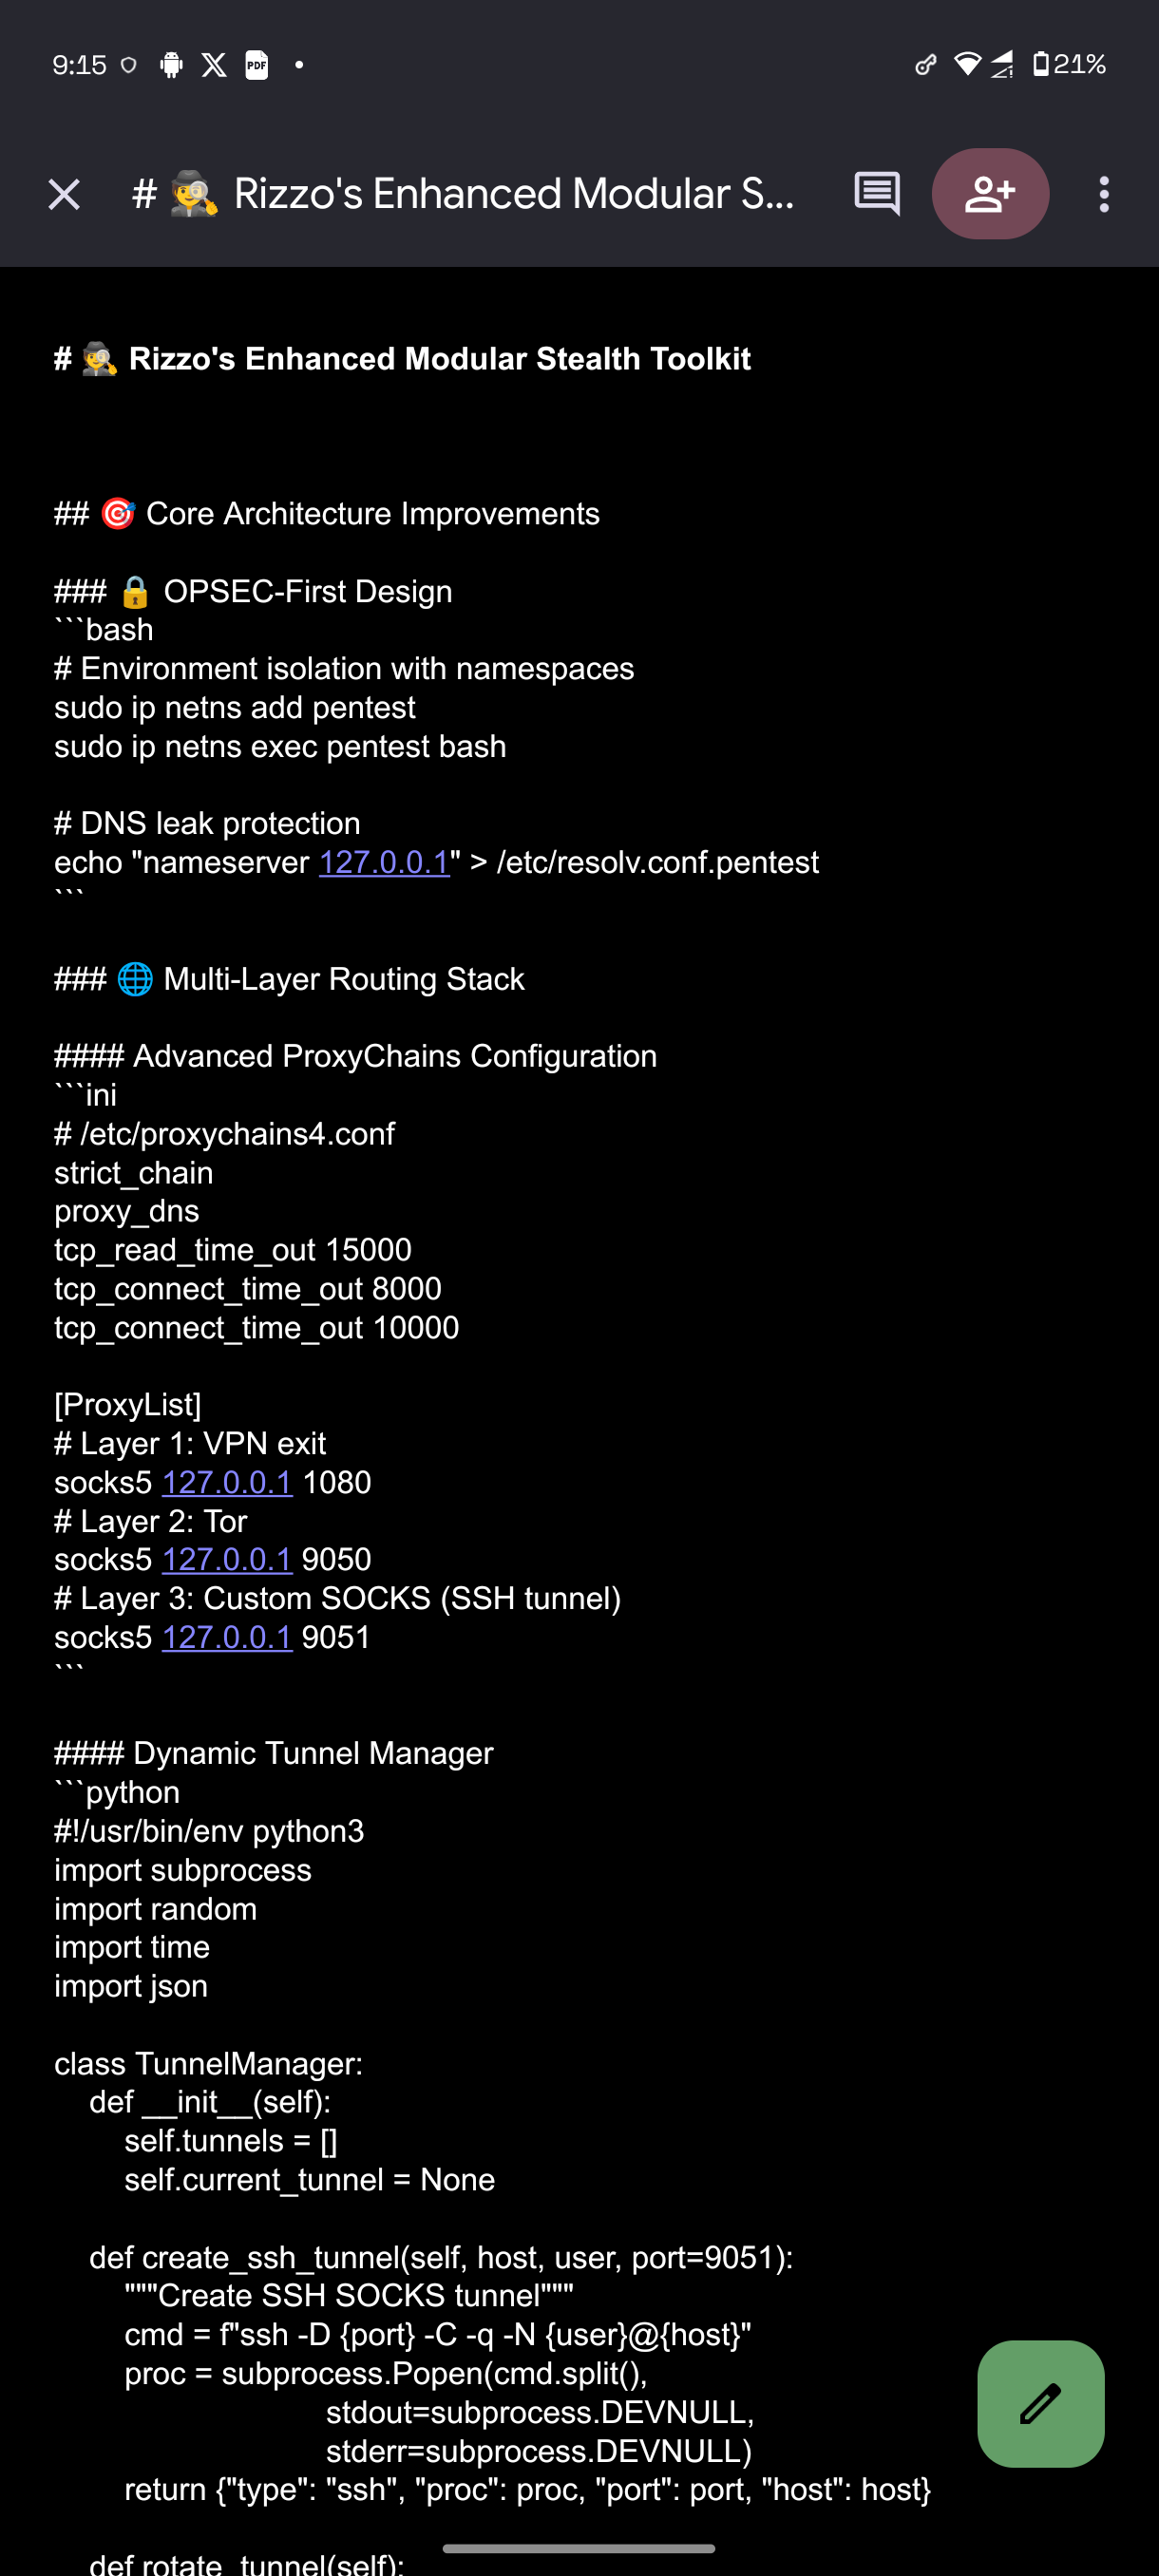 9:15
PDF
21%
# 🕵️ Rizzo's Enhanced Modular S...
# 🕵️ Rizzo's Enhanced Modular Stealth Toolkit
## 🎯 Core Architecture Improvements
### 🔒 OPSEC-First Design
```bash
# Environment isolation with namespaces
sudo ip netns add pentest
sudo ip netns exec pentest bash
# DNS leak protection
echo "nameserver 127.0.0.1" > /etc/resolv.conf.pentest
```
### 🌐 Multi-Layer Routing Stack
#### Advanced ProxyChains Configuration
```ini
# /etc/proxychains4.conf
strict_chain
proxy_dns
tcp_read_time_out 15000
tcp_connect_time_out 8000
tcp_connect_time_out 10000
[ProxyList]
# Layer 1: VPN exit
socks5 127.0.0.1 1080
# Layer 2: Tor
socks5 127.0.0.1 9050
# Layer 3: Custom SOCKS (SSH tunnel)
socks5 127.0.0.1 9051
```
#### Dynamic Tunnel Manager
```python
#!/usr/bin/env python3
import subprocess
import random
import time
import json
class TunnelManager:
def __init__(self):
self.tunnels = []
self.current_tunnel = None
def create_ssh_tunnel(self, host, user, port=9051):
"""Create SSH SOCKS tunnel"""
cmd = f"ssh -D {port} -C -q -N {user}@{host}"
proc = subprocess.Popen(cmd.split(),
stdout=subprocess.DEVNULL,
stderr=subprocess.DEVNULL)
return {"type": "ssh", "proc": proc, "port": port, "host": host}
def rotate_tunnel(self):